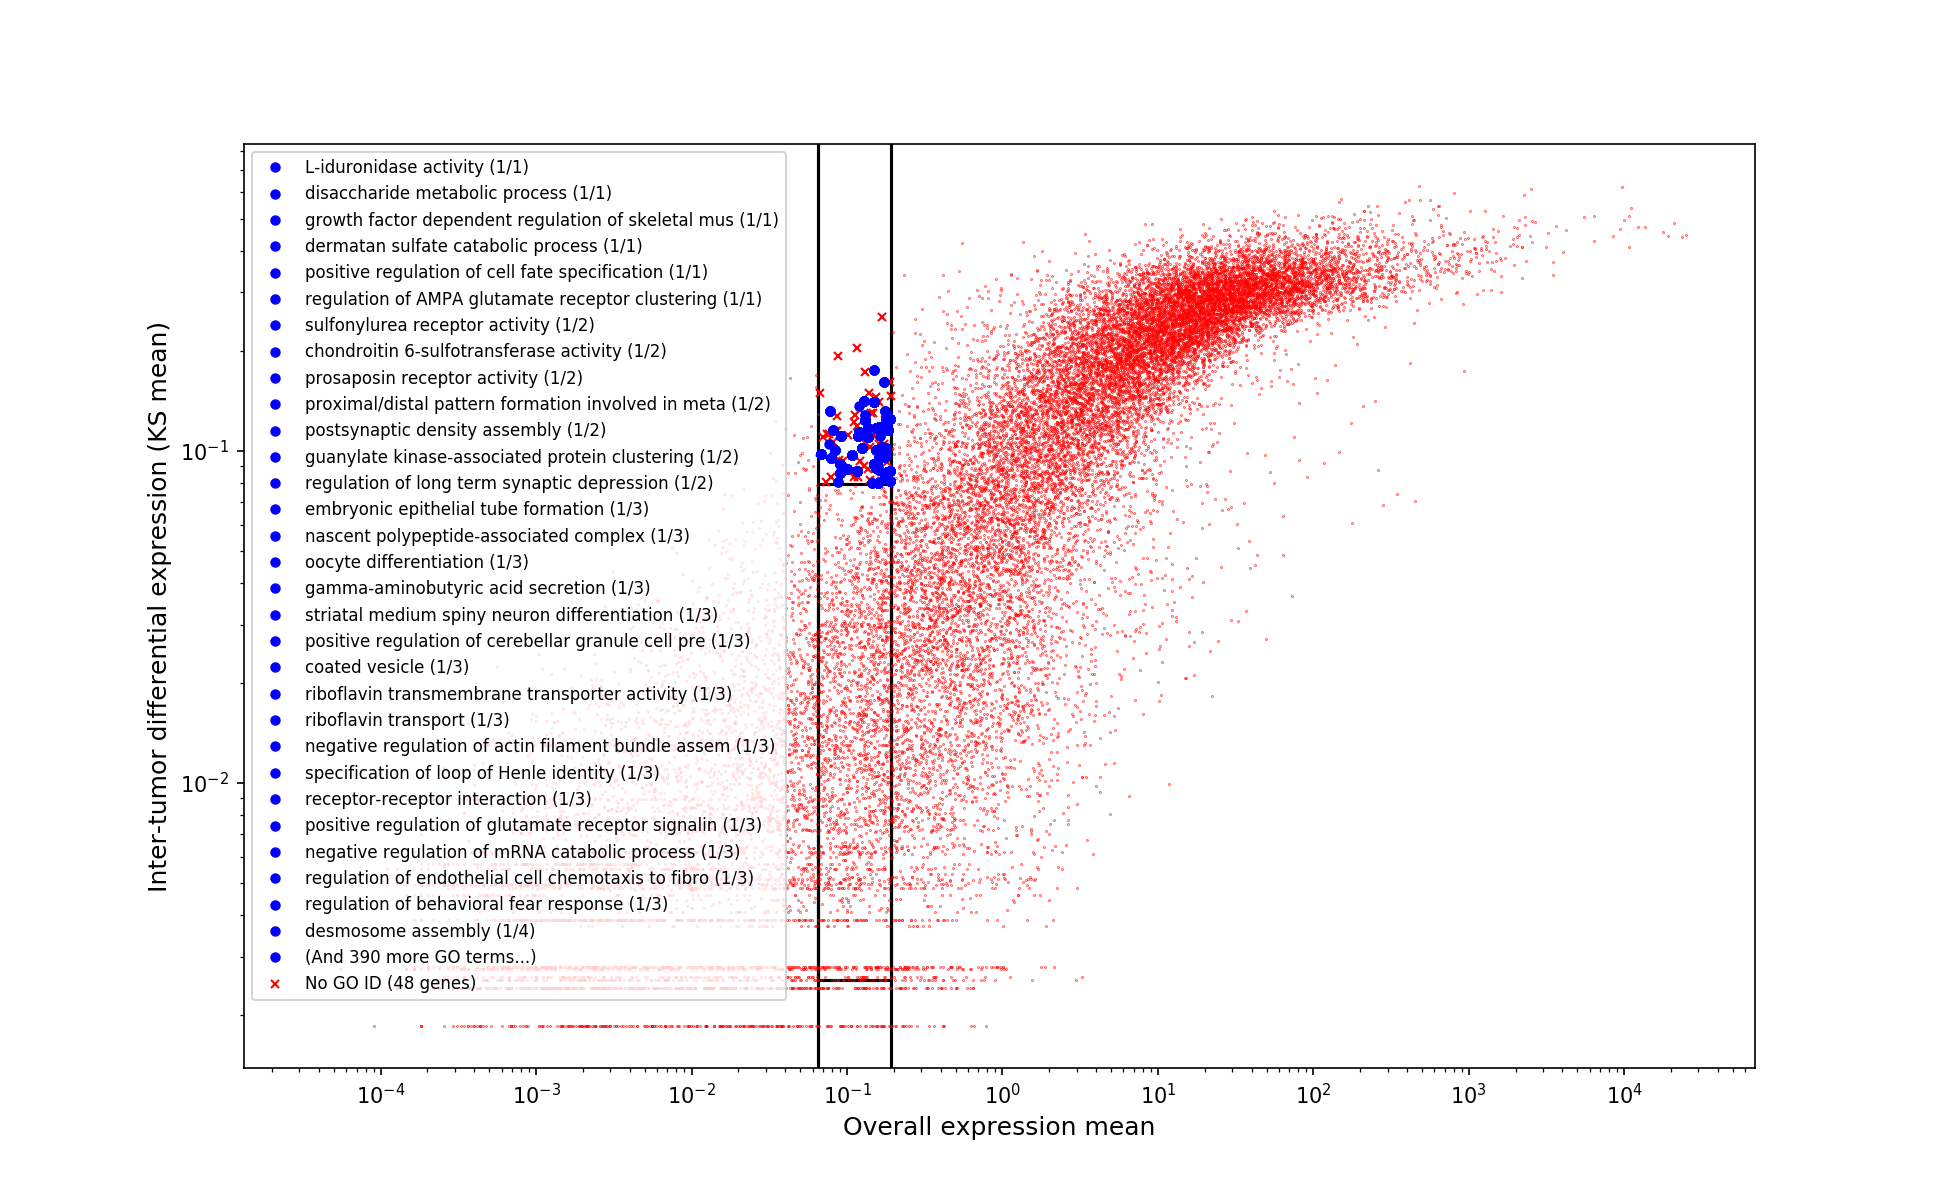 L-iduronidase activity (1/1)
disaccharide metabolic process (1/1)
growth factor dependent regulation of skeletal mus (1/1)
dermatan sulfate catabolic process (1/1)
positive regulation of cell fate specification (1/1)
regulation of AMPA glutamate receptor clustering (1/1)
sulfonylurea receptor activity (1/2)
chondroitin 6-sulfotransferase activity (1/2)
prosaposin receptor activity (1/2)
proximal/distal pattern formation involved in meta (1/2)
postsynaptic density assembly (1/2)
guanylate kinase-associated protein clustering (1/2)
regulation of long term synaptic depression (1/2)
embryonic epithelial tube formation (1/3)
nascent polypeptide-associated complex (1/3)
oocyte differentiation (1/3)
gamma-aminobutyric acid secretion (1/3)
striatal medium spiny neuron differentiation (1/3)
positive regulation of cerebellar granule cell pre (1/3)
coated vesicle (1/3)
riboflavin transmembrane transporter activity (1/3)
riboflavin transport (1/3)
negative regulation of actin filament bundle assem (1/3)
specification of loop of Henle identity (1/3)
receptor-receptor interaction (1/3)
positive regulation of glutamate receptor signalin (1/3)
negative regulation of mRNA catabolic process (1/3)
regulation of endothelial cell chemotaxis to fibro (1/3)
regulation of behavioral fear response (1/3)
desmosome assembly (1/4)
(And 390 more GO terms...)
No GO ID (48 genes)
Inter-tumor differential expression (KS mean)
10⁻¹
10⁻²
10⁻⁴ 10⁻³ 10⁻² 10⁻¹ 10⁰ 10¹ 10² 10³ 10⁴
Overall expression mean